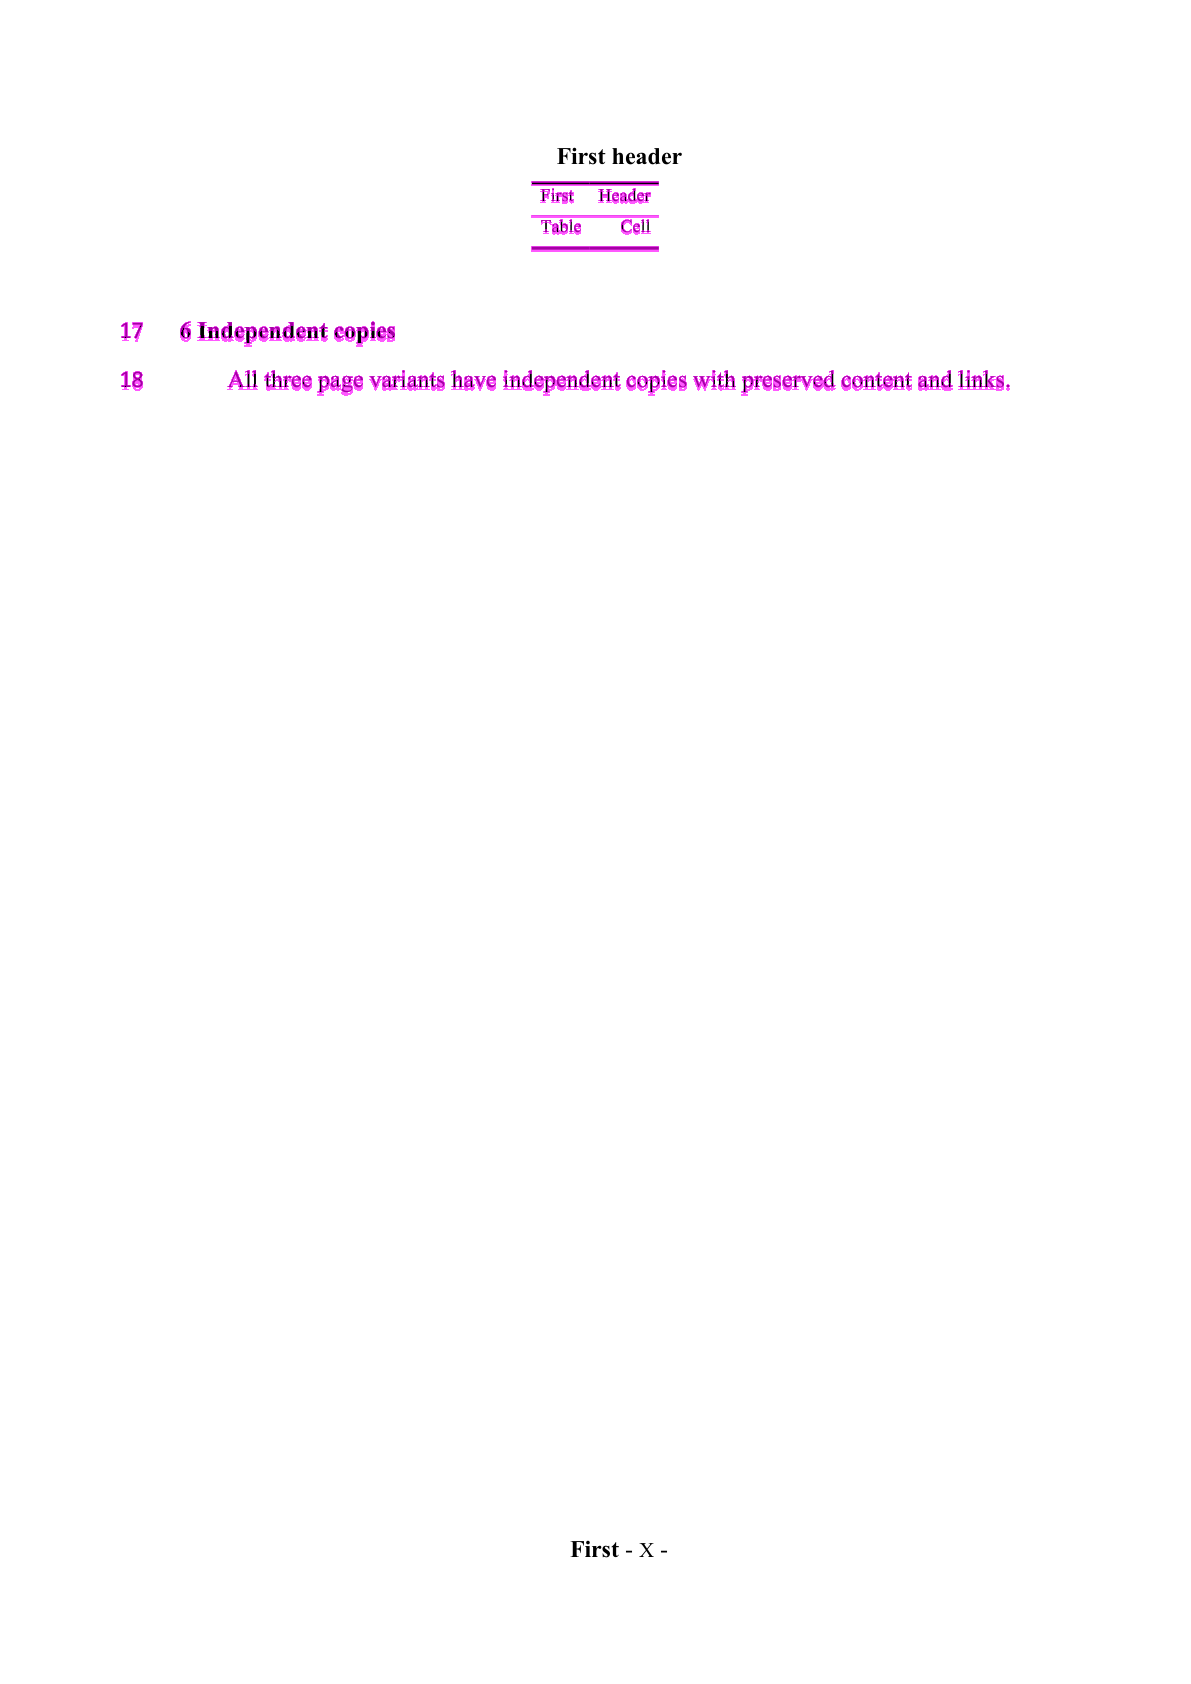 First header
First Header
Table Cell
17 6 Independent copies
18 All three page variants have independent copies with preserved content and links.
First - X -